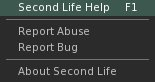 Second Life Help F1
Report Abuse
Report Bug
About Second Life